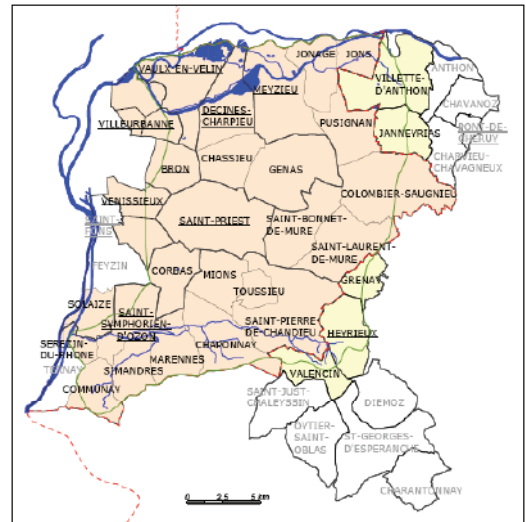 JONAGE
JONS
VAULX-EN-VELIN
ANTHON
VILLETTE-
D'ANTHON
MEYZIEU
CHAVANOZ
DECINES-
CHARPIEU
VILLEURBANNE
PUSIGNAN
JANNEYRIAS
PONT-DE-
CHERUY
CHASSIEU
CHARVIEU-
CHAVAGNEUX
BRON
GENAS
COLOMBIER-SAUGNIEU
VENISSIEUX
SAINT-
FONS
SAINT-PRIEST
SAINT-BONNET-
DE-MURE
SAINT-LAURENT-
DE-MURE
FEYZIN
CORBAS
MIONS
GRENAY
TOUSSIEU
SOLAIZE
SAINT-
SYMPHORIEN-
D'OZON
SAINT-PIERRE-
DE-CHANDIEU
HEYRIEUX
SEREZIN-
DU-RHONE
CHAPONNAY
TERNAY
MARENNES
SIMANDRES
VALENCIN
COMMUNAY
SAINT-JUST-
CHALEYSSIN
DIEMOZ
OYTIER-
SAINT-
OBLAS
ST-GEORGES-
D'ESPERANCHE
CHARANTONNAY
0 2,5 5 km